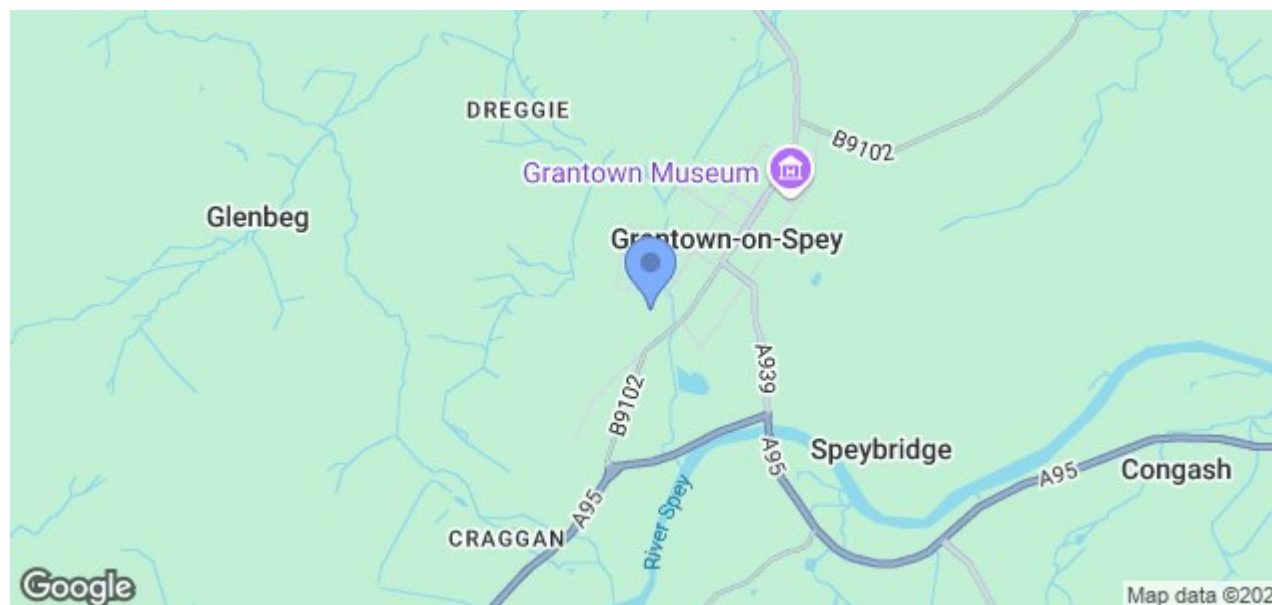 DREGGIE
B9102
Grantown Museum
Glenbeg
Grantown-on-Spey
A939
B9102
Speybridge
A95
A95
Congash
A95
River Spey
CRAGGAN
Google
Map data ©202